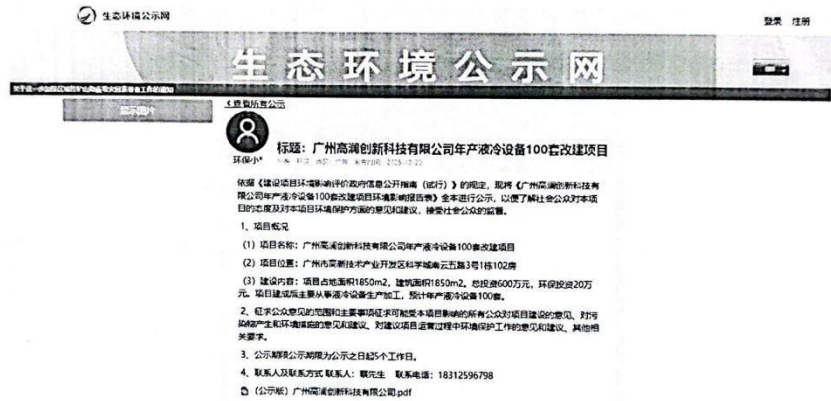 生态环境公示网
登录 注册
生态环境公示网
<查看所有公示
环保小*
标题：广州高澜创新科技有限公司年产液冷设备100套改建项目
依据《建设项目环境影响评价政府信息公开指南（试行）》的规定，现将《广州高澜创新科技有
限公司年产液冷设备100套改建项目环境影响报告表》全本进行公示，以便了解社会公众对本项
目的态度及对本项目环境保护方面的意见和建议，接受社会公众的监督。
1、项目概况
（1）项目名称：广州高澜创新科技有限公司年产液冷设备100套改建项目
（2）项目位置：广州市高新技术产业开发区科学城南云五路3号1栋102房
（3）建设内容：项目占地面积1850m2，建筑面积1850m2。总投资600万元，环保投资20万
元。项目建成后主要从事液冷设备生产加工，预计年产液冷设备100套。
2、征求公众意见的范围和主要事项征求可能受本项目影响的所有公众对项目建设的意见、对污
染物产生和环境措施的意见和建议、对建设项目运营过程中环境保护工作的意见和建议、其他相
关要求。
3、公示期限公示期限为公示之日起5个工作日。
4、联系人及联系方式 联系人：覃先生 联系电话：18312596798
（公示版）广州高澜创新科技有限公司.pdf